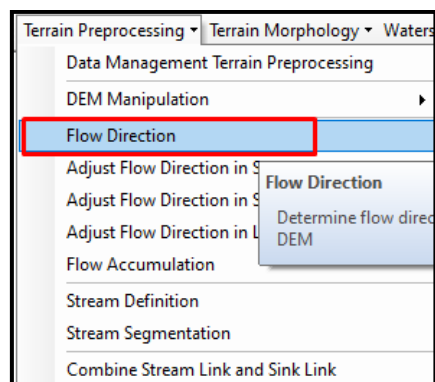 Terrain Preprocessing Terrain Morphology Waters
Data Management Terrain Preprocessing
DEM Manipulation
Flow Direction
Adjust Flow Direction in S
Flow Direction
Adjust Flow Direction in S
Determine flow direc
Adjust Flow Direction in L
DEM
Flow Accumulation
Stream Definition
Stream Segmentation
Combine Stream Link and Sink Link